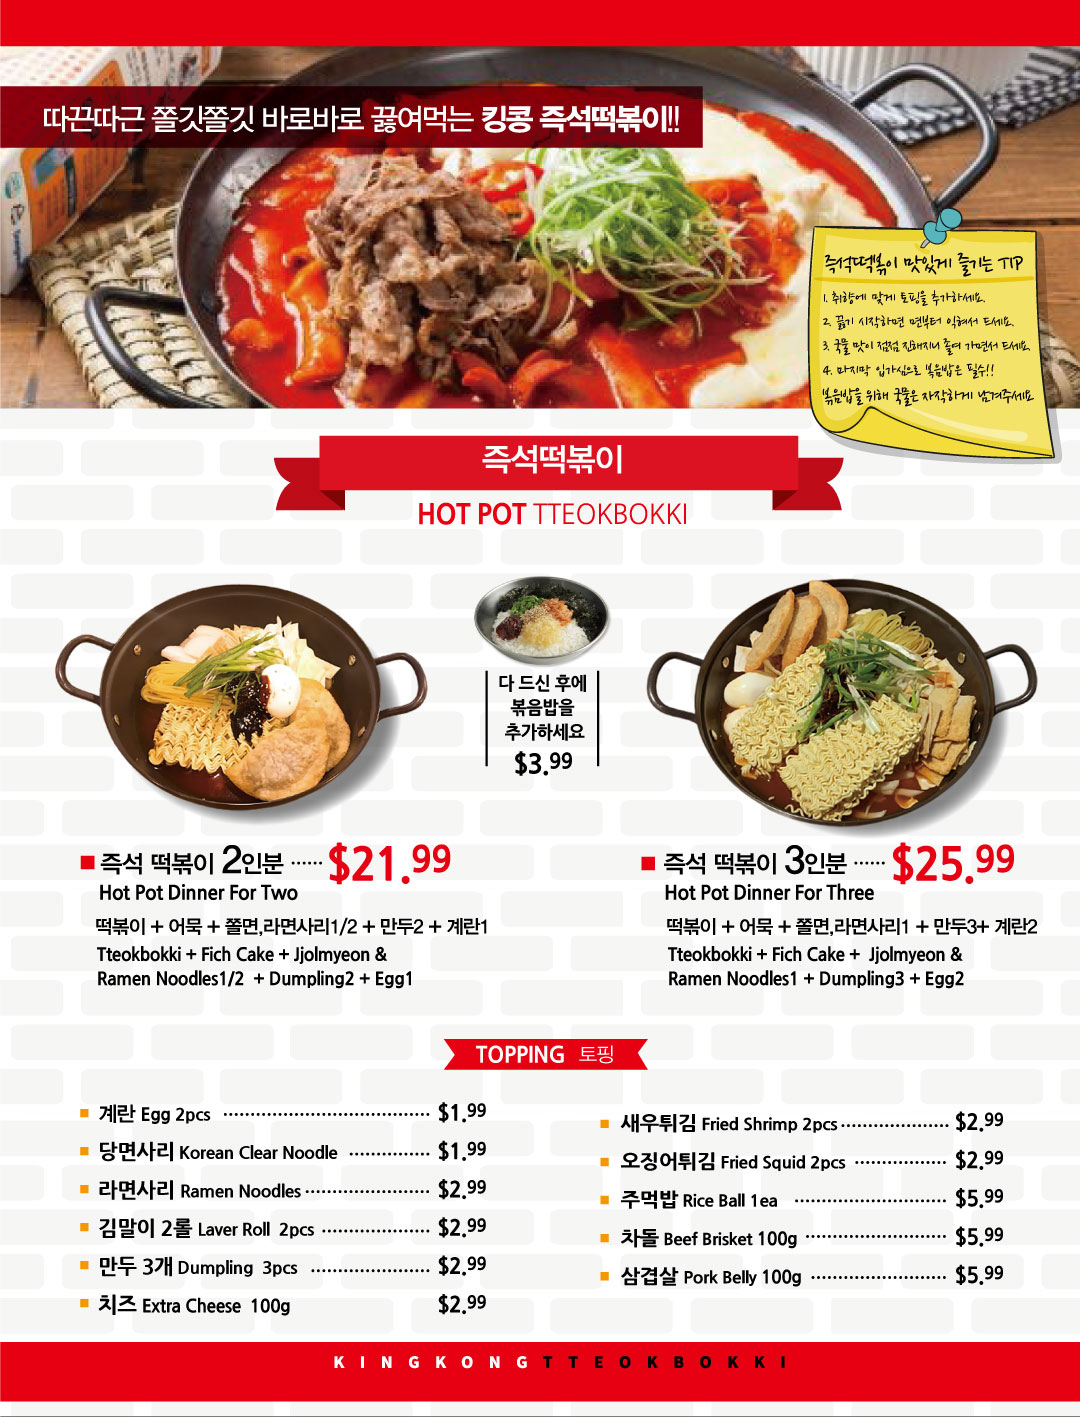 따끈따근 쫄깃쫄깃 바로바로 끓여먹는 킹콩 즉석떡볶이!!
즉석떡볶이 맛있게 즐기는 TIP
1. 취향에 맞게 토핑을 추가하세요.
2. 끓기 시작하면 면부터 익혀서 드세요.
3. 국물 맛이 점점 진해지니 졸여 가면서 드세요.
4. 마지막 입가심으로 볶음밥은 필수!!
볶음밥을 위해 국물은 자작하게 남겨주세요
즉석떡볶이
HOT POT TTEOKBOKKI
다 드신 후에
볶음밥을
추가하세요
$3.99
즉석 떡볶이 2인분 ······ $21.99
Hot Pot Dinner For Two
떡볶이 + 어묵 + 쫄면,라면사리1/2 + 만두2 + 계란1
Tteokbokki + Fich Cake + Jjolmyeon &
Ramen Noodles1/2 + Dumpling2 + Egg1
즉석 떡볶이 3인분 ······ $25.99
Hot Pot Dinner For Three
떡볶이 + 어묵 + 쫄면,라면사리1 + 만두3+ 계란2
Tteokbokki + Fich Cake + Jjolmyeon &
Ramen Noodles1 + Dumpling3 + Egg2
TOPPING 토핑
계란 Egg 2pcs ······ $1.99
당면사리 Korean Clear Noodle ······ $1.99
라면사리 Ramen Noodles ······ $2.99
김말이 2롤 Laver Roll 2pcs ······ $2.99
만두 3개 Dumpling 3pcs ······ $2.99
치즈 Extra Cheese 100g $2.99
새우튀김 Fried Shrimp 2pcs ······ $2.99
오징어튀김 Fried Squid 2pcs ······ $2.99
주먹밥 Rice Ball 1ea ······ $5.99
차돌 Beef Brisket 100g ······ $5.99
삼겹살 Pork Belly 100g ······ $5.99
KINGKONGTTEOKBOKKI